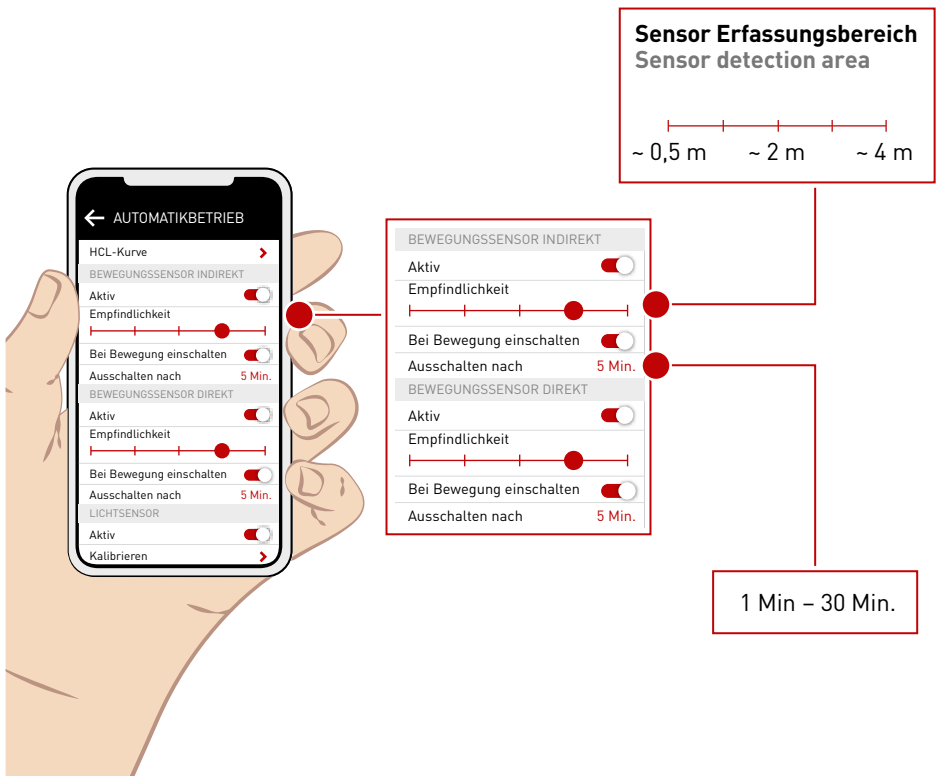 Sensor Erfassungsbereich
Sensor detection area
~ 0,5 m ~ 2 m ~ 4 m
AUTOMATIKBETRIEB
HCL-Kurve
BEWEGUNGSSENSOR INDIREKT
Aktiv
Empfindlichkeit
Bei Bewegung einschalten
Ausschalten nach 5 Min.
BEWEGUNGSSENSOR DIREKT
Aktiv
Empfindlichkeit
Bei Bewegung einschalten
Ausschalten nach 5 Min.
LICHTSENSOR
Aktiv
Kalibrieren
BEWEGUNGSSENSOR INDIREKT
Aktiv
Empfindlichkeit
Bei Bewegung einschalten
Ausschalten nach 5 Min.
BEWEGUNGSSENSOR DIREKT
Aktiv
Empfindlichkeit
Bei Bewegung einschalten
Ausschalten nach 5 Min.
1 Min – 30 Min.